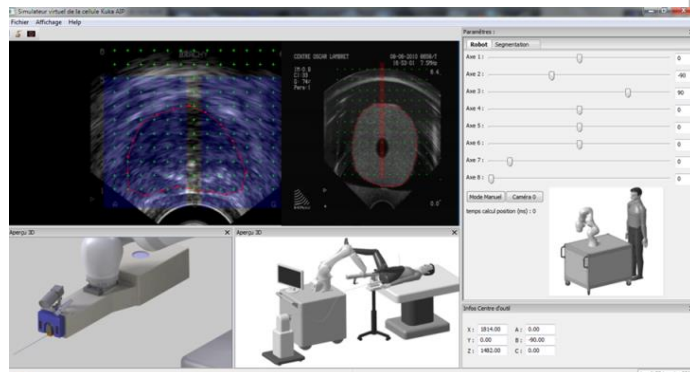 Simulateur virtuel de la cellule Kuka AIP
Fichier Affichage Help
CENTRE OSCAR LAMBRET
Paramètres :
Robot Segmentation
Axe 1 : 0
Axe 2 : -90
Axe 3 : 90
Axe 4 : 0
Axe 5 : 0
Axe 6 : 0
Axe 7 : 0
Axe 8 : 0
Mode Manuel Caméra 0
temps calcul position (ms) : 0
Aperçu 3D
Aperçu 3D
Infos Centre d'outil
X : 1814.00 A : 0.00
Y : 0.00 B : -90.00
Z : 1482.00 C : 0.00